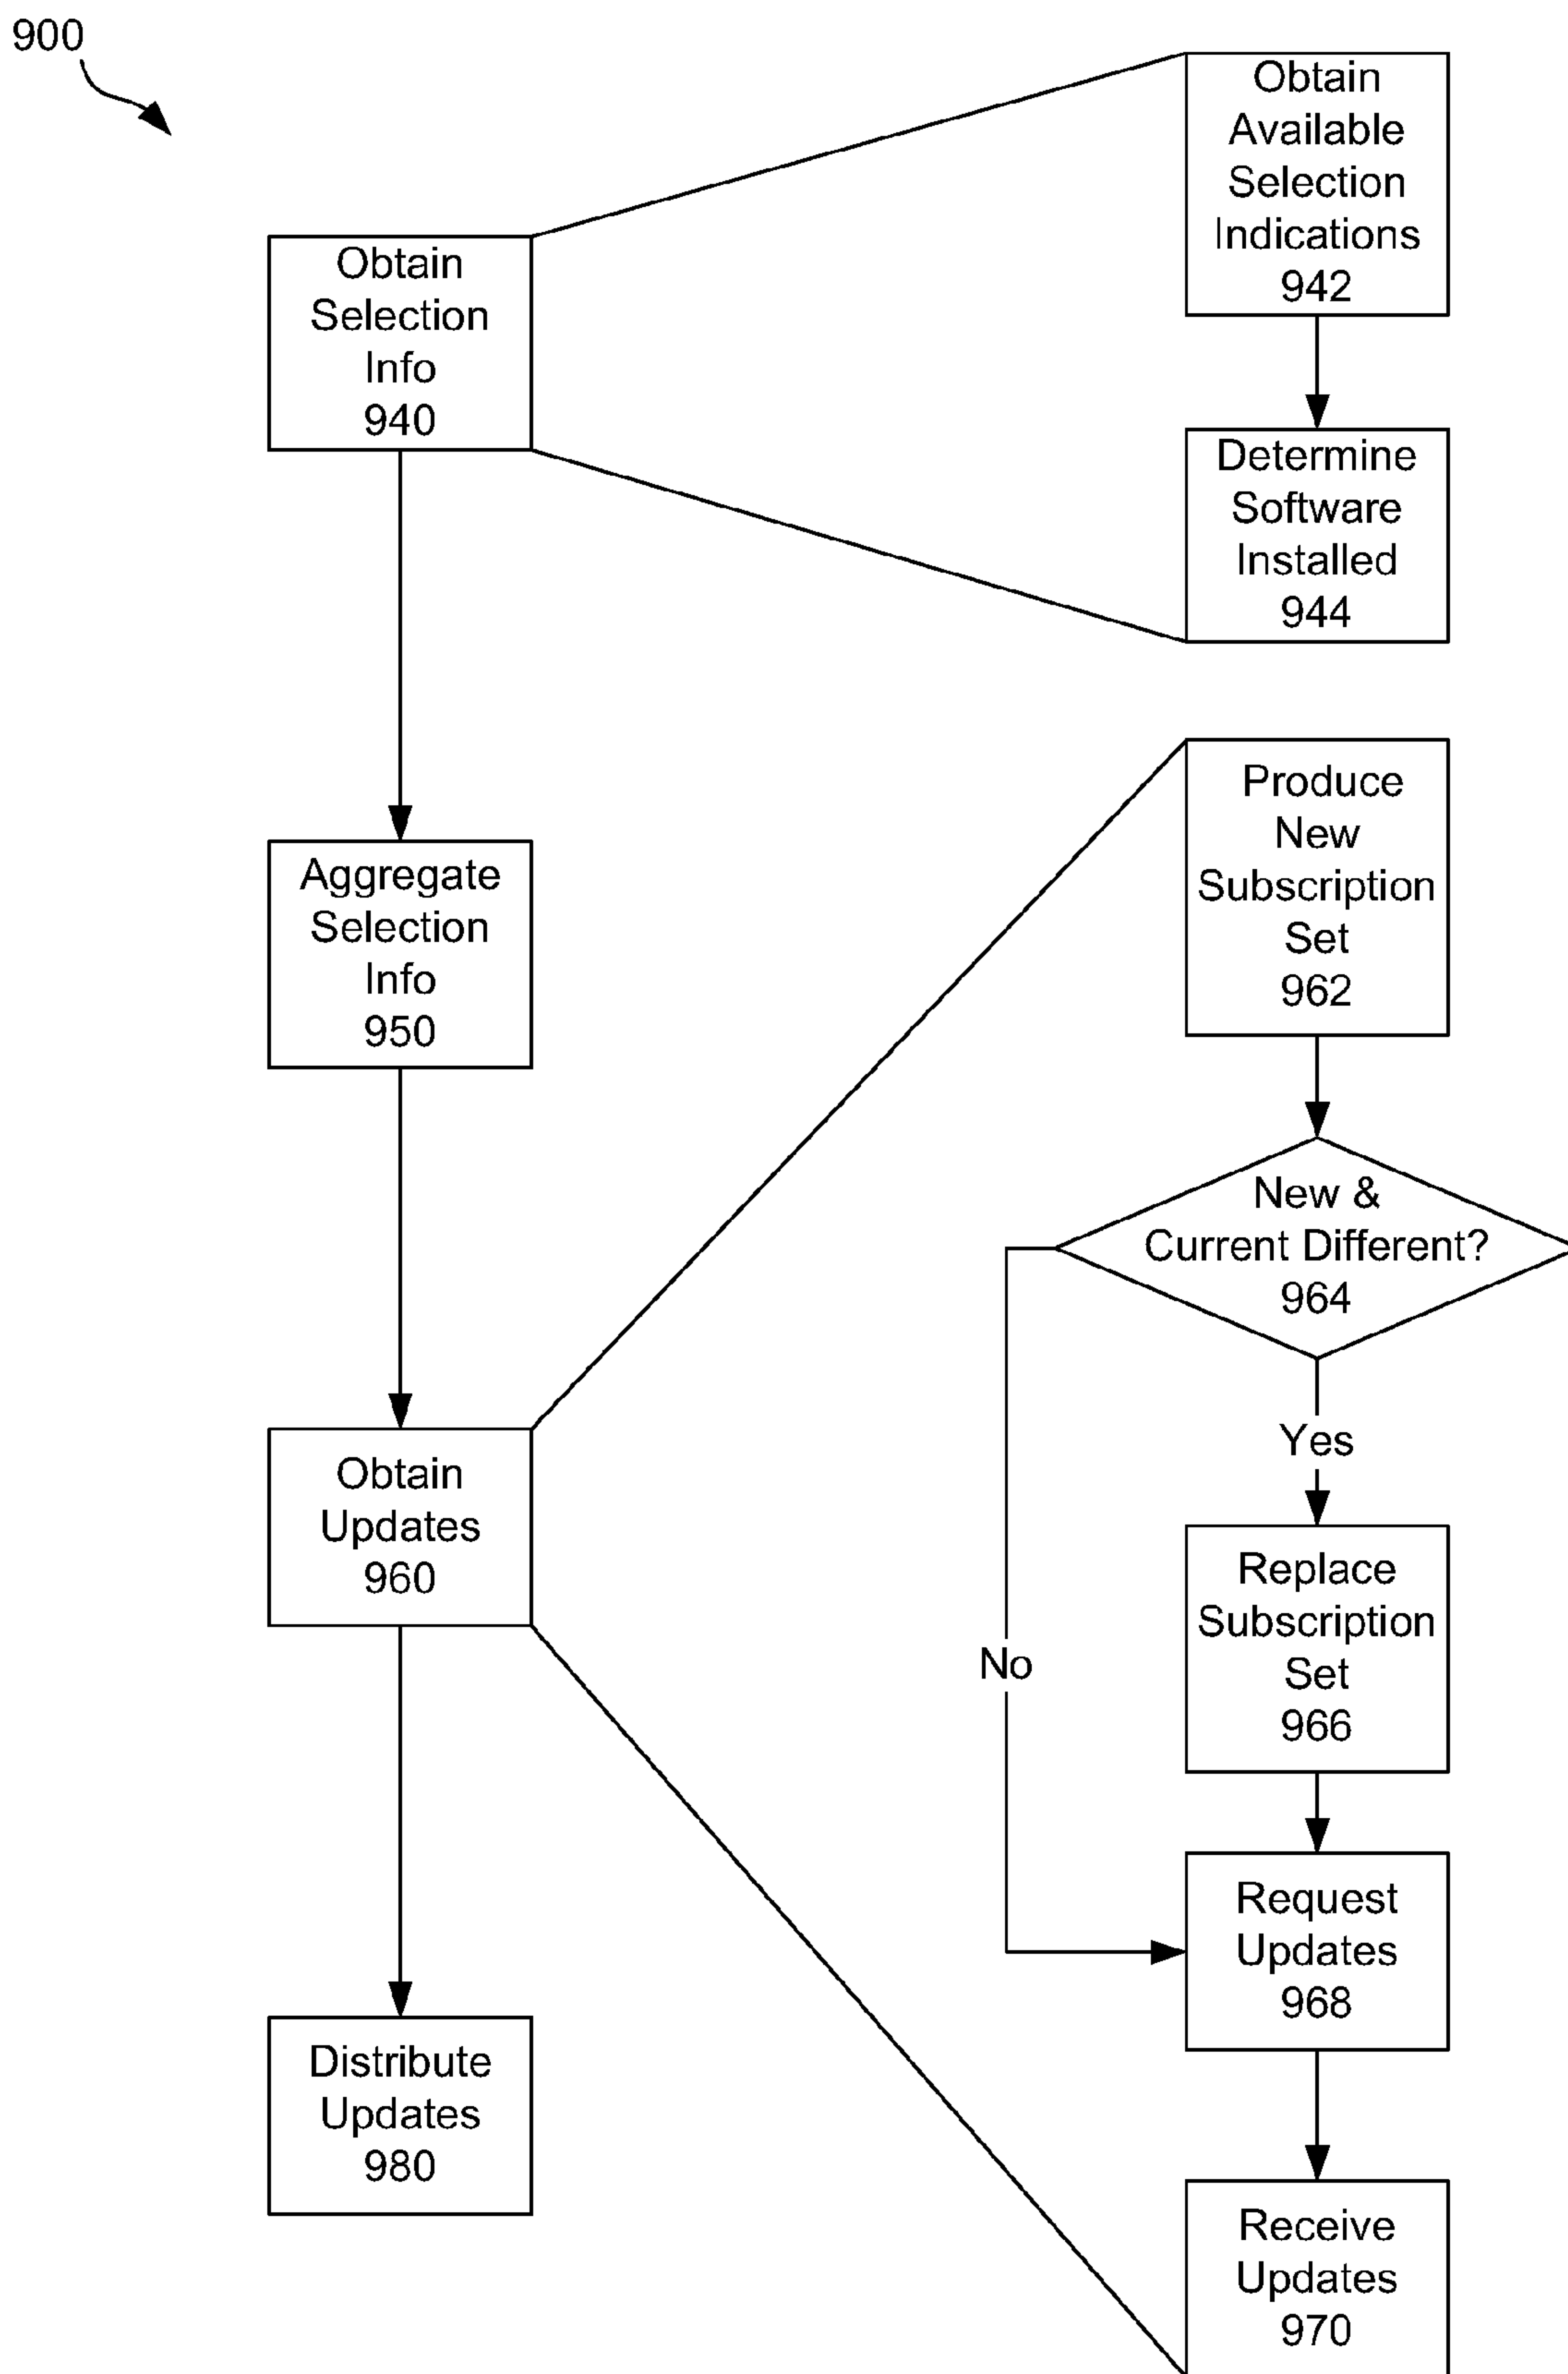 900
Obtain
Selection
Info
940
Obtain
Available
Selection
Indications
942
Determine
Software
Installed
944
Aggregate
Selection
Info
950
Obtain
Updates
960
Produce
New
Subscription
Set
962
New &
Current Different?
964
Yes
No
Replace
Subscription
Set
966
Request
Updates
968
Receive
Updates
970
Distribute
Updates
980